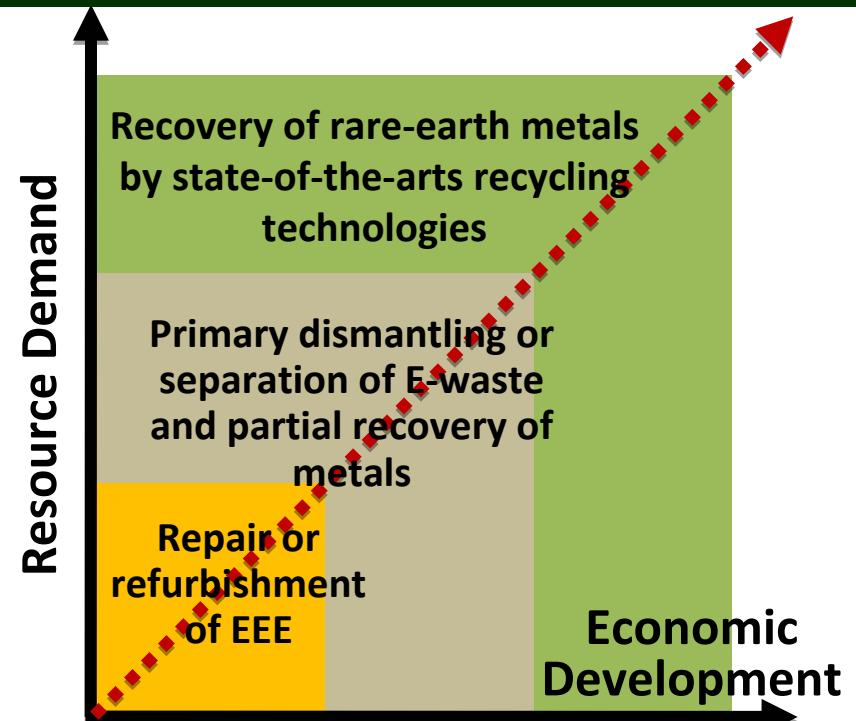 Resource Demand
Recovery of rare-earth metals
by state-of-the-arts recycling
technologies
Primary dismantling or
separation of E-waste
and partial recovery of
metals
Repair or
refurbishment
of EEE
Economic
Development